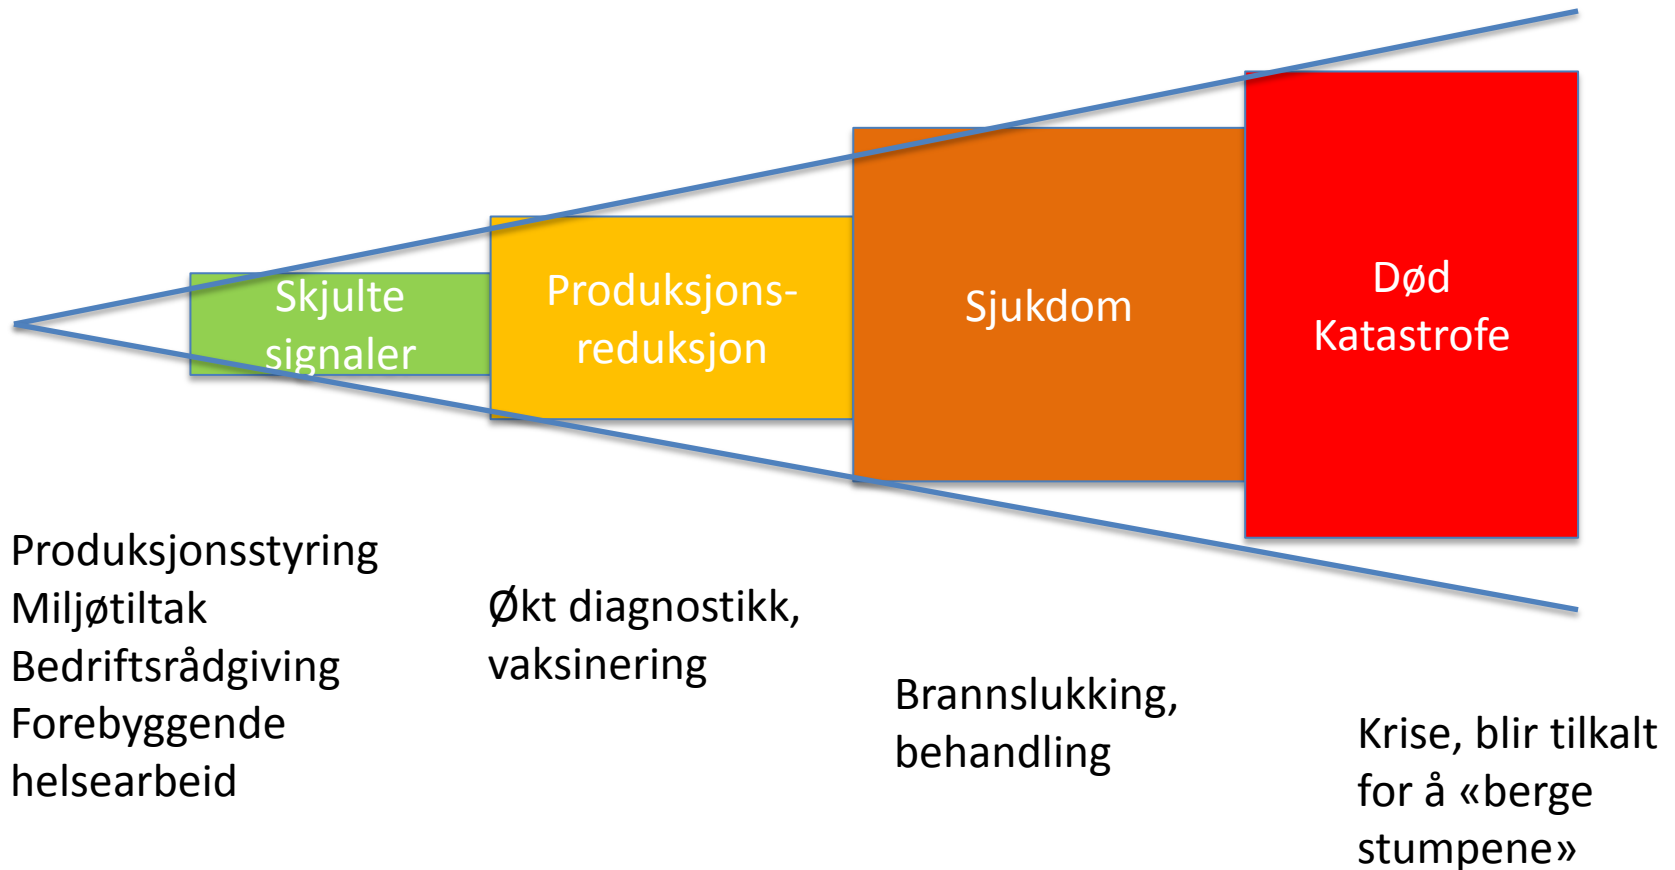 Skjulte
signaler
Produksjons-
reduksjon
Sjukdom
Død
Katastrofe
Produksjonsstyring
Miljøtiltak
Bedriftsrådgiving
Forebyggende
helsearbeid
Økt diagnostikk,
vaksinering
Brannslukking,
behandling
Krise, blir tilkalt
for å «berge
stumpene»